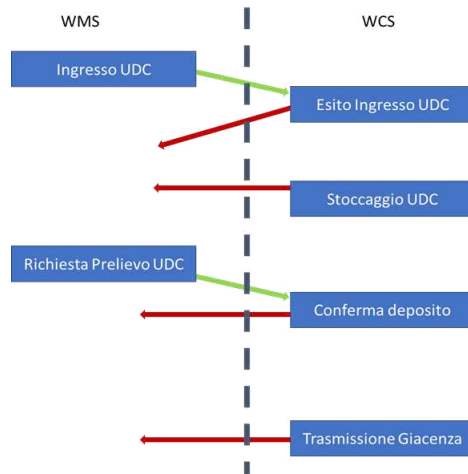 WMS
WCS
Ingresso UDC
Esito Ingresso UDC
Stoccaggio UDC
Richiesta Prelievo UDC
Conferma deposito
Trasmissione Giacenza